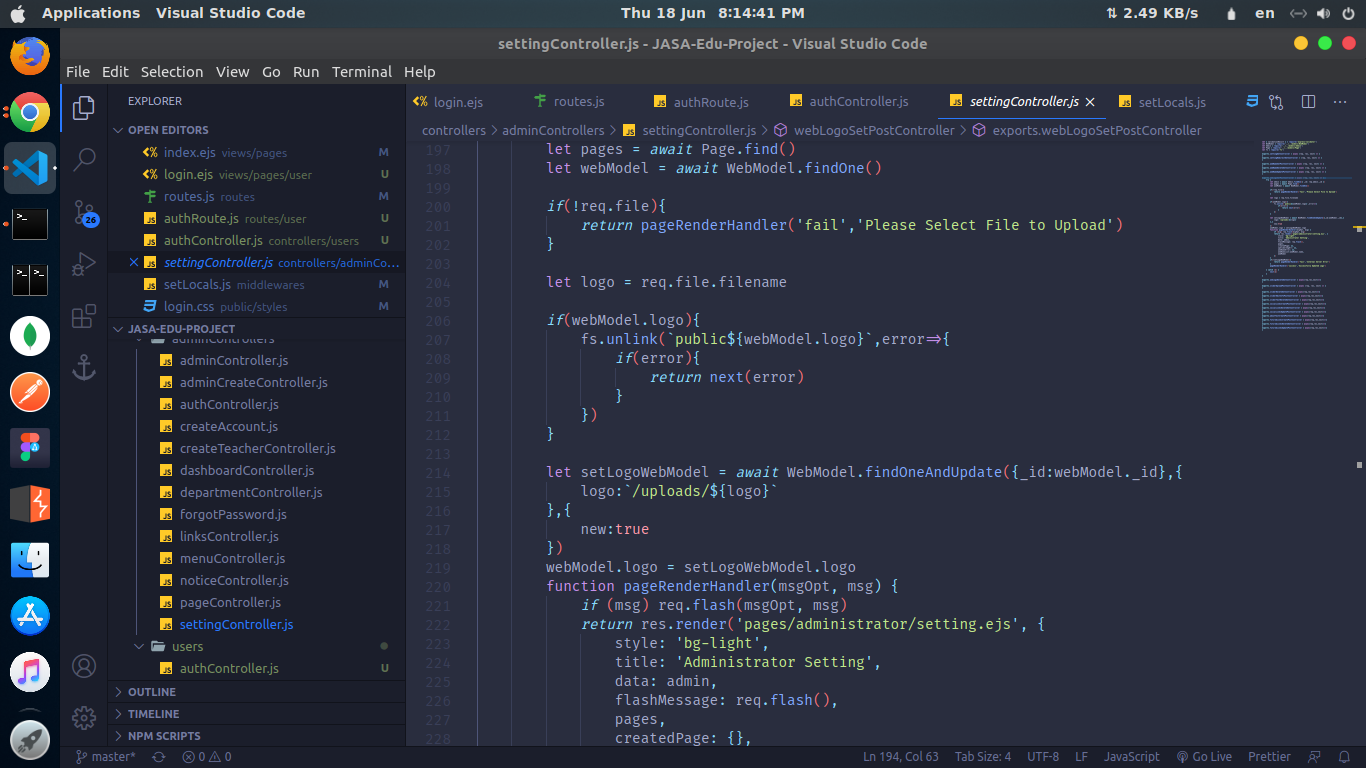 Applications Visual Studio Code Thu 18 Jun 8:14:41 PM 2.49 KB/s en
settingController.js - JASA-Edu-Project - Visual Studio Code
File Edit Selection View Go Run Terminal Help
EXPLORER
OPEN EDITORS
index.ejs views/pages M
login.ejs views/pages/user U
routes.js routes M
authRoute.js routes/user U
authController.js controllers/users U
settingController.js controllers/adminCo...
setLocals.js middlewares M
login.css public/styles M
JASA-EDU-PROJECT
adminControllers
adminController.js
adminCreateController.js
authController.js
createAccount.js
createTeacherController.js
dashboardController.js
departmentController.js
forgotPassword.js
linksController.js
menuController.js
noticeController.js
pageController.js
settingController.js
users
authController.js U
OUTLINE
TIMELINE
NPM SCRIPTS
26
login.ejs routes.js authRoute.js authController.js settingController.js setLocals.js
controllers > adminControllers > settingController.js > webLogoSetPostController > exports.webLogoSetPostController
197 let pages = await Page.find()
198 let webModel = await WebModel.findOne()
199
200 if(!req.file){
201 return pageRenderHandler('fail','Please Select File to Upload')
202 }
203
204 let logo = req.file.filename
205
206 if(webModel.logo){
207 fs.unlink(`public${webModel.logo}`,error=>{
208 if(error){
209 return next(error)
210 }
211 })
212 }
213
214 let setLogoWebModel = await WebModel.findOneAndUpdate({_id:webModel._id},{
215 logo:`/uploads/${logo}`
216 },{
217 new:true
218 })
219 webModel.logo = setLogoWebModel.logo
220 function pageRenderHandler(msgOpt, msg) {
221 if (msg) req.flash(msgOpt, msg)
222 return res.render('pages/administrator/setting.ejs', {
223 style: 'bg-light',
224 title: 'Administrator Setting',
225 data: admin,
226 flashMessage: req.flash(),
227 pages,
228 createdPage: {},
master* 0 0 Ln 194, Col 63 Tab Size: 4 UTF-8 LF JavaScript Go Live Prettier